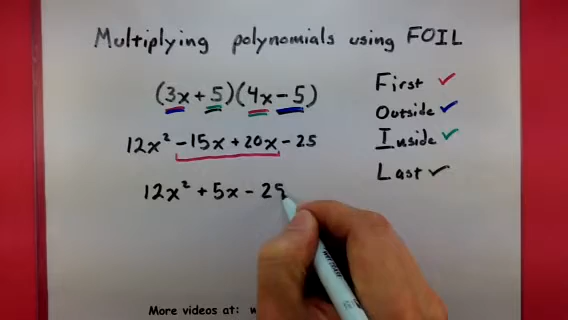 Multiplying polynomials using FOIL
(3x + 5)(4x - 5)
12x² - 15x + 20x - 25
12x² + 5x - 25
First ✓
Outside ✓
Inside ✓
Last ✓
More videos at: